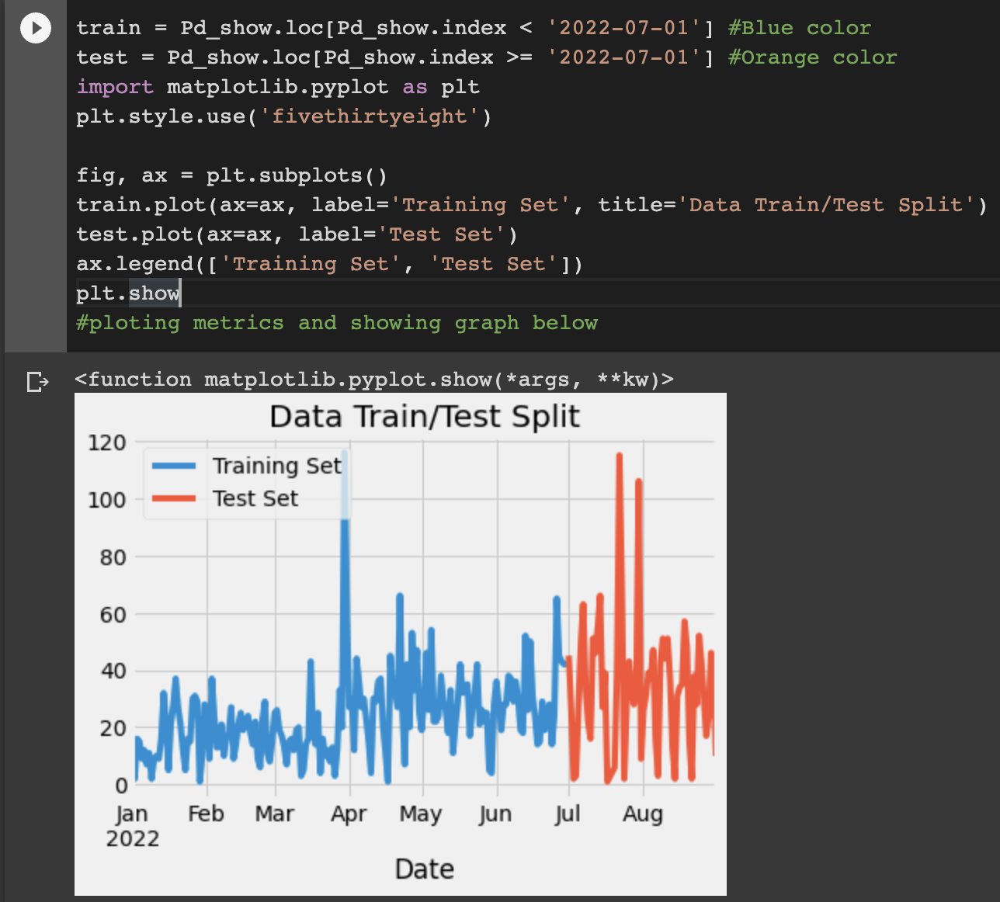 train = Pd_show.loc[Pd_show.index < '2022-07-01'] #Blue color
test = Pd_show.loc[Pd_show.index >= '2022-07-01'] #Orange color
import matplotlib.pyplot as plt
plt.style.use('fivethirtyeight')
fig, ax = plt.subplots()
train.plot(ax=ax, label='Training Set', title='Data Train/Test Split')
test.plot(ax=ax, label='Test Set')
ax.legend(['Training Set', 'Test Set'])
plt.show
#ploting metrics and showing graph below
<function matplotlib.pyplot.show(*args, **kw)>
Data Train/Test Split
120
100
80
60
40
20
0
Training Set
Test Set
Jan Feb Mar Apr May Jun Jul Aug
2022
Date